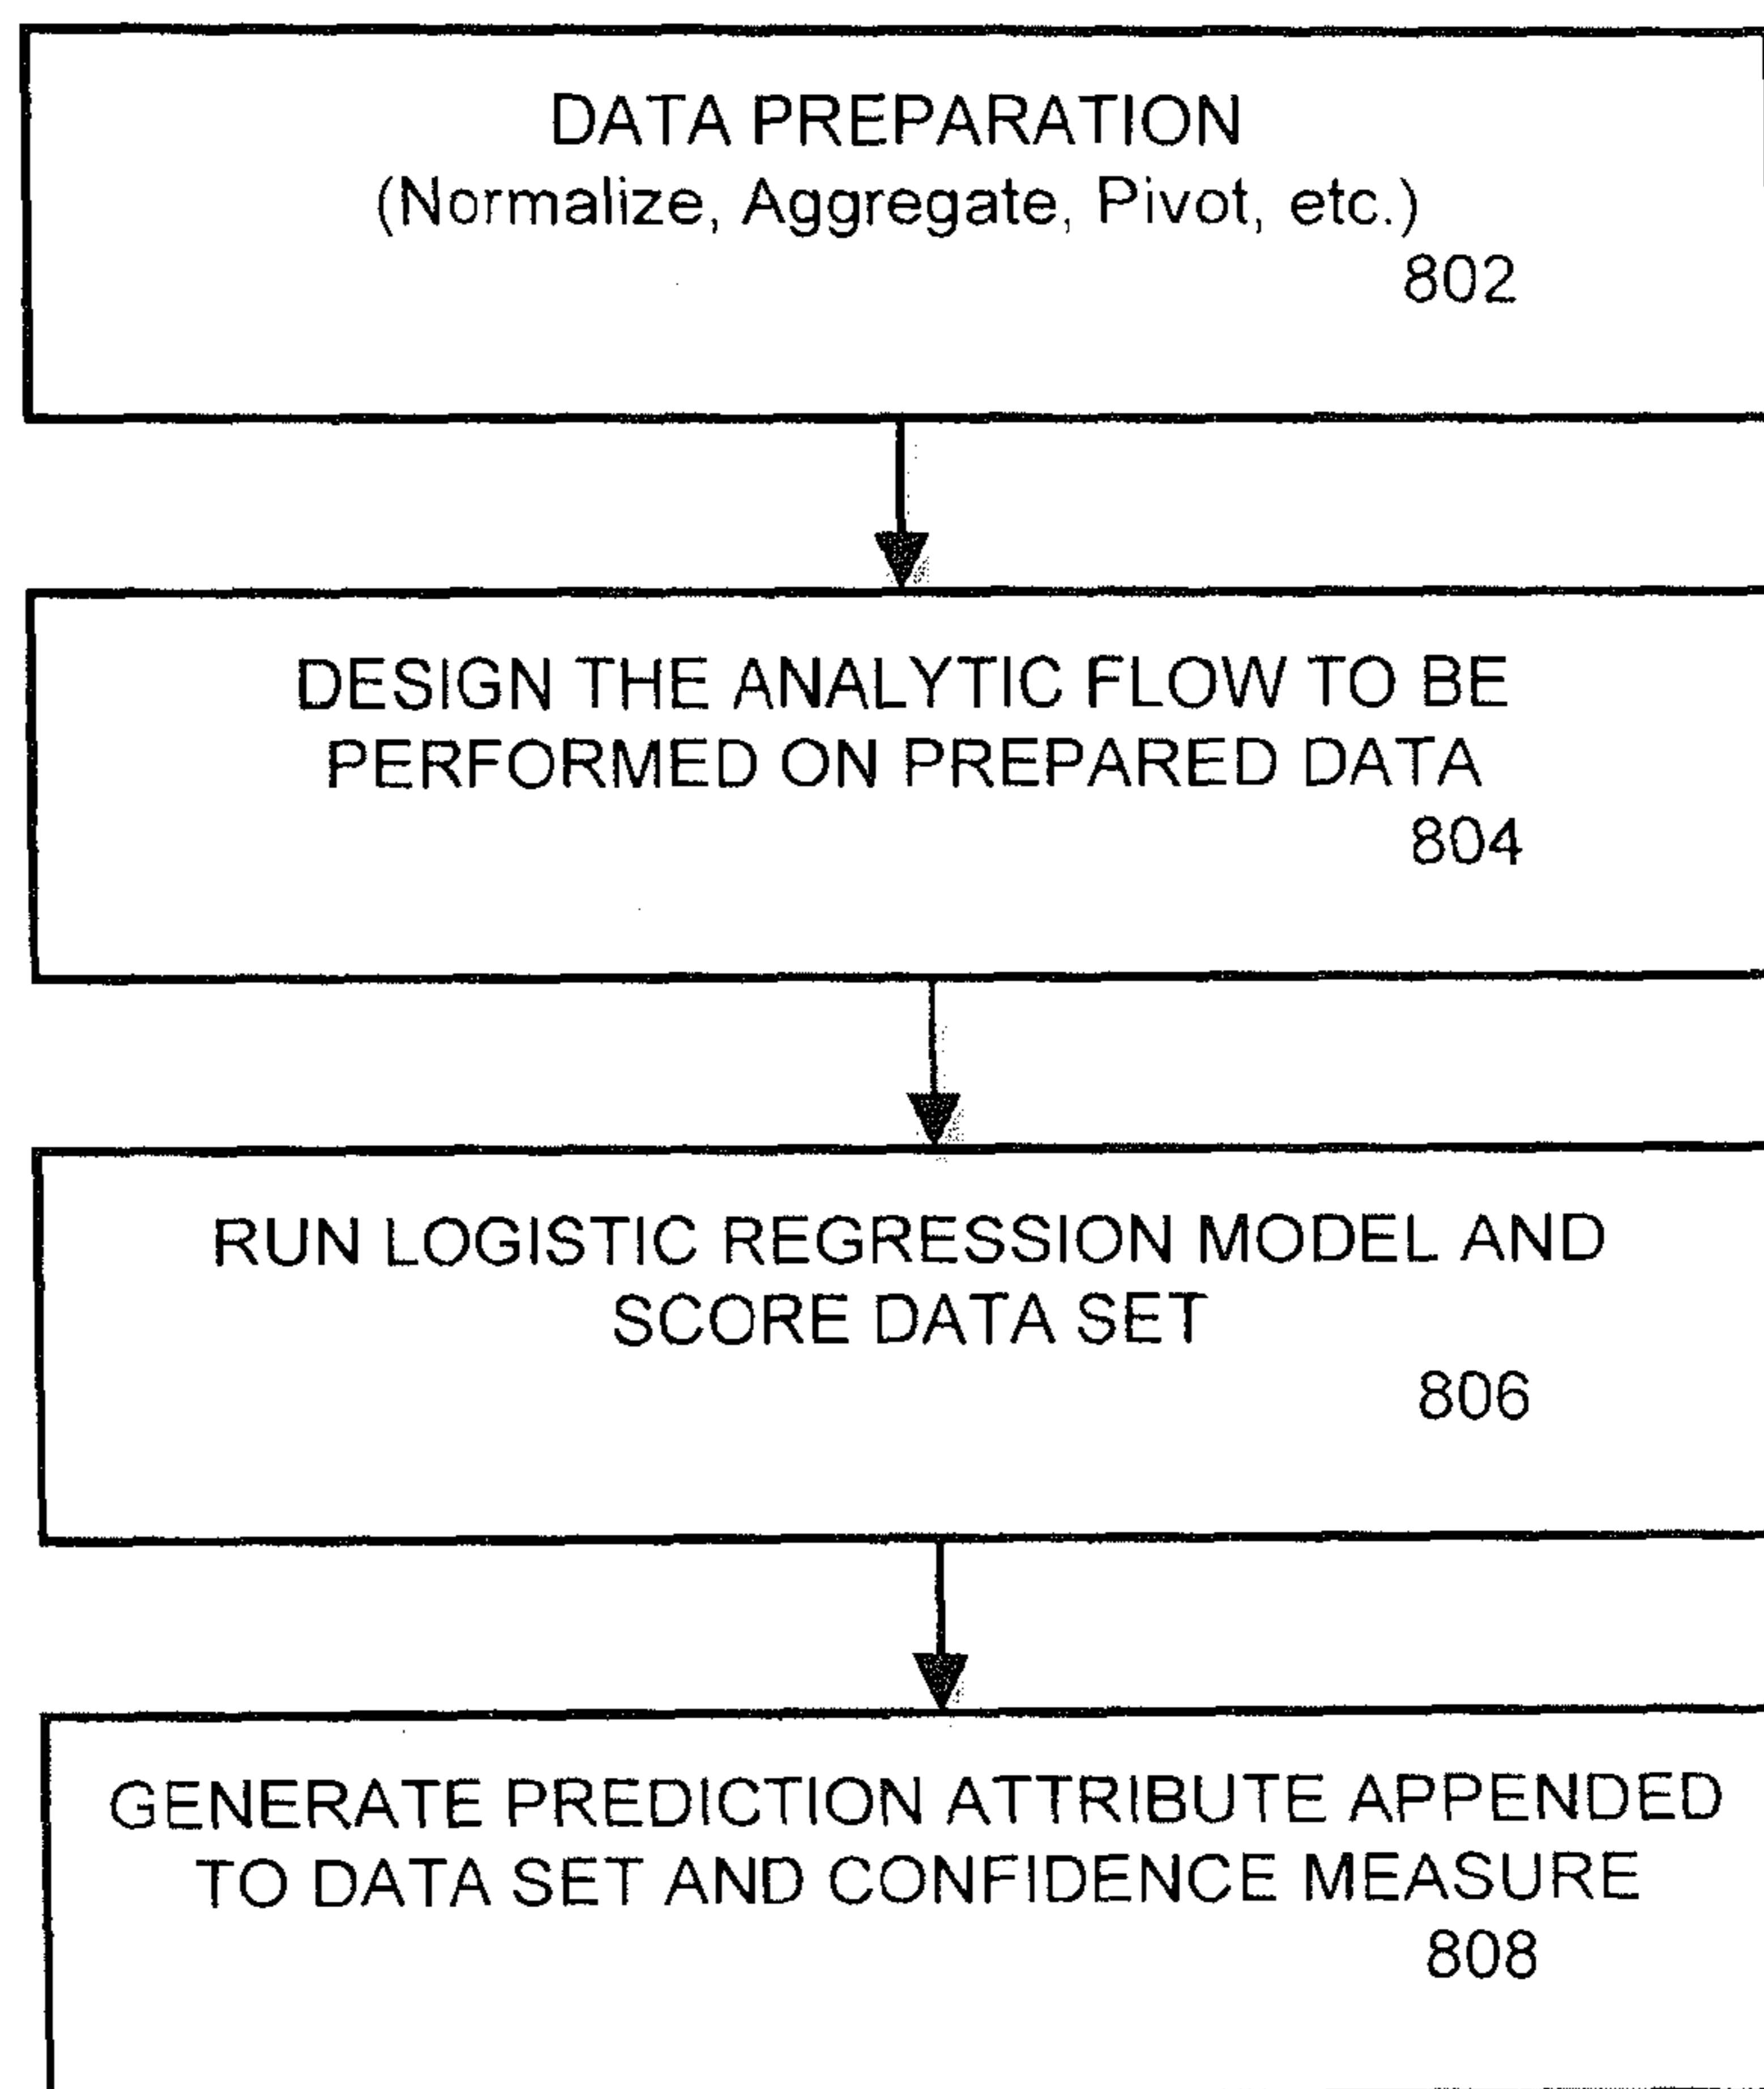 DATA PREPARATION
(Normalize, Aggregate, Pivot, etc.)
802
DESIGN THE ANALYTIC FLOW TO BE
PERFORMED ON PREPARED DATA
804
RUN LOGISTIC REGRESSION MODEL AND
SCORE DATA SET
806
GENERATE PREDICTION ATTRIBUTE APPENDED
TO DATA SET AND CONFIDENCE MEASURE
808